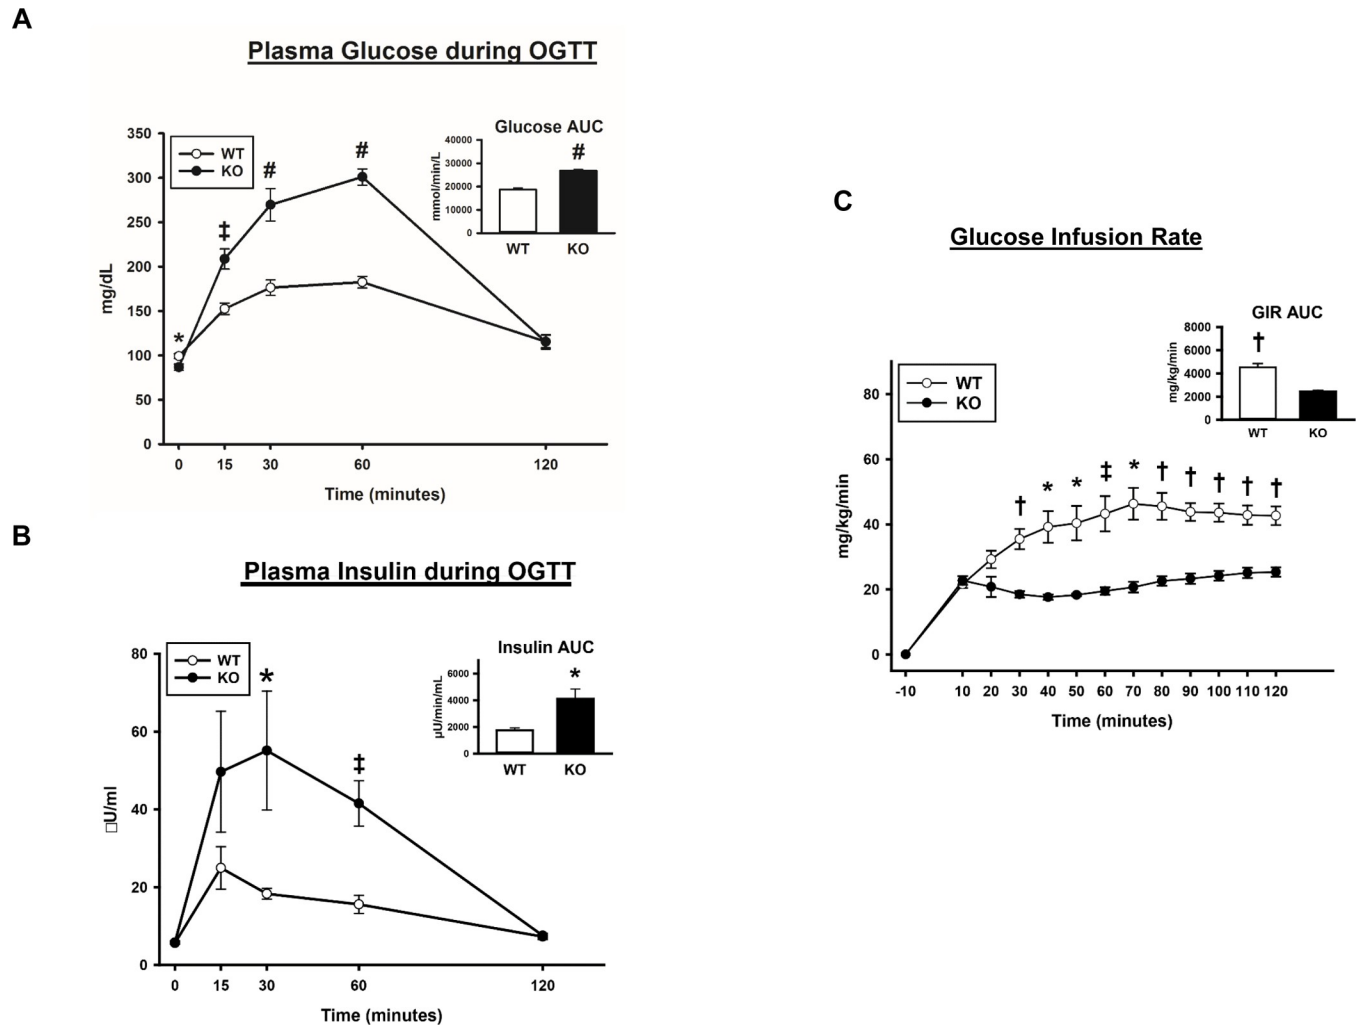 A
Plasma Glucose during OGTT
350
300
250
200
150
100
50
0
mg/dL
WT
KO
*
‡
#
#
0 15 30 60 120
Time (minutes)
Glucose AUC
40000
30000
20000
10000
0
mmol/min/L
#
WT KO
B
Plasma Insulin during OGTT
80
60
40
20
0
□U/ml
WT
KO
*
‡
0 15 30 60 120
Time (minutes)
Insulin AUC
6000
4000
2000
0
µU/min/mL
*
WT KO
C
Glucose Infusion Rate
80
60
40
20
0
mg/kg/min
WT
KO
† * * ‡ * † † † † †
-10 10 20 30 40 50 60 70 80 90 100 110 120
Time (minutes)
GIR AUC
8000
6000
4000
2000
0
mg/kg/min
†
WT KO